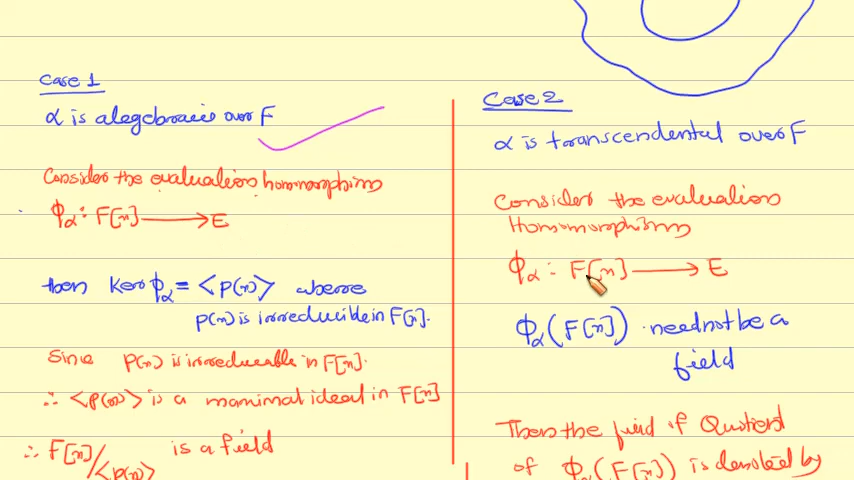 Case 1
α is alegebraic over F
Consider the evaluation homomorphism
ϕα : F[x] ⟶ E
then Ker ϕα = <P(x)> where
P(x) is irreducible in F[x].
Since P(x) is irreducable in F[x].
∴ <P(x)> is a maximal ideal in F[x]
∴ F[x]/<P(x)> is a field
Case 2
α is transcendental over F
Consider the evaluation
Homomorphism
ϕα : F[x] ⟶ E
ϕα(F[x]) need not be a
field
Then the field of Quotient
of ϕα(F[x]) is denoted by